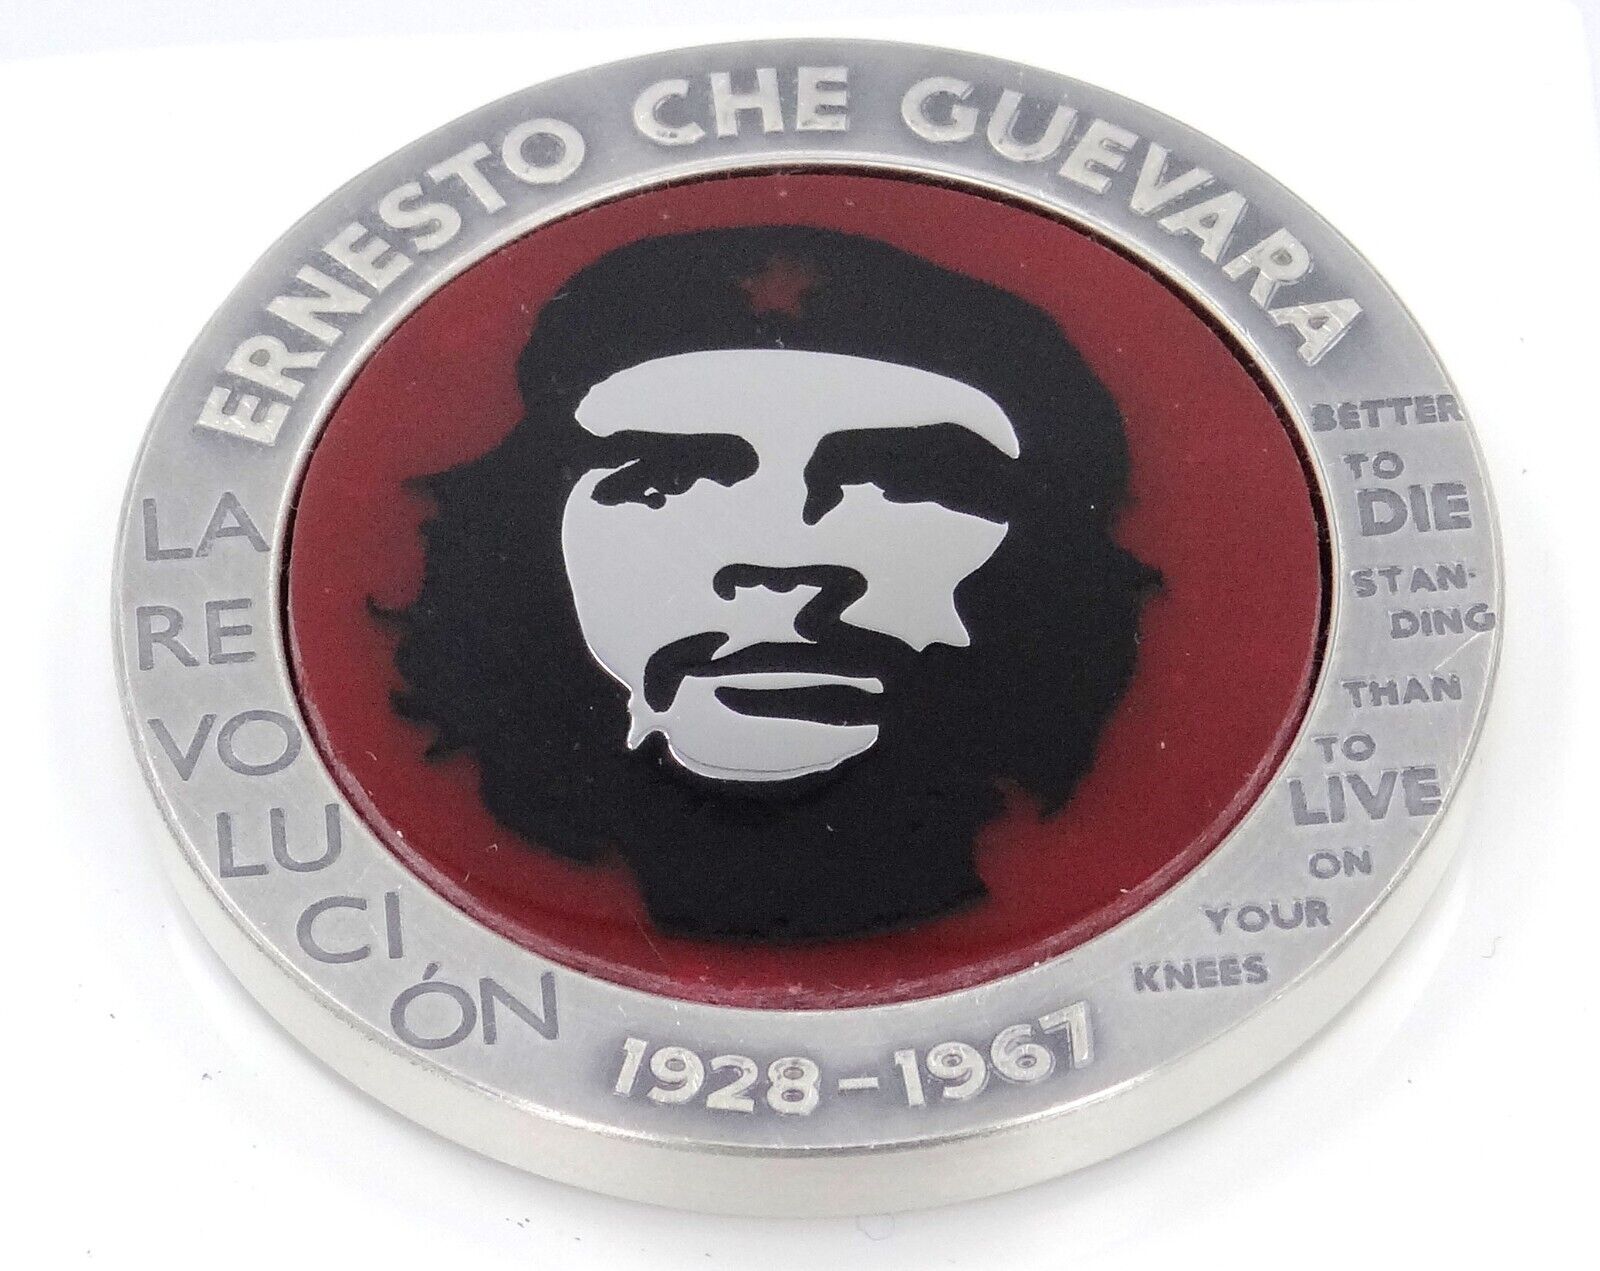 ERNESTO CHE GUEVARA
LA
RE
VO
LU
CI
ÓN
1928-1967
BETTER
TO
DIE
STAN-
DING
THAN
TO
LIVE
ON
YOUR
KNEES